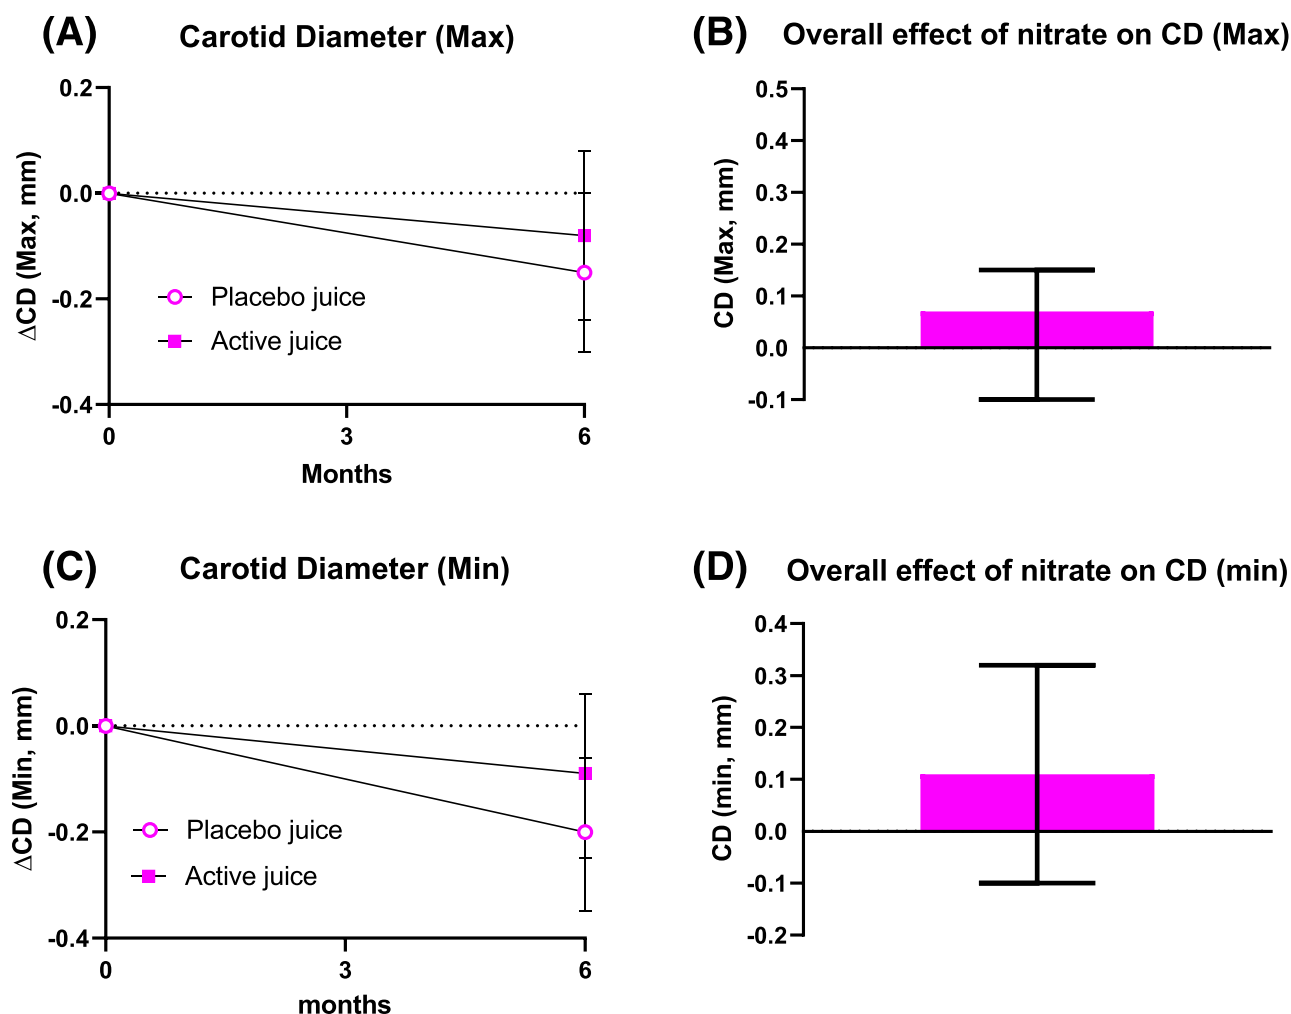 (A)
Carotid Diameter (Max)
0.2
0.0
-0.2
-0.4
ΔCD (Max, mm)
Placebo juice
Active juice
0 3 6
Months
(B)
Overall effect of nitrate on CD (Max)
0.5
0.4
0.3
0.2
0.1
0.0
-0.1
CD (Max, mm)
(C)
Carotid Diameter (Min)
0.2
0.0
-0.2
-0.4
ΔCD (Min, mm)
Placebo juice
Active juice
0 3 6
months
(D)
Overall effect of nitrate on CD (min)
0.4
0.3
0.2
0.1
0.0
-0.1
-0.2
CD (min, mm)